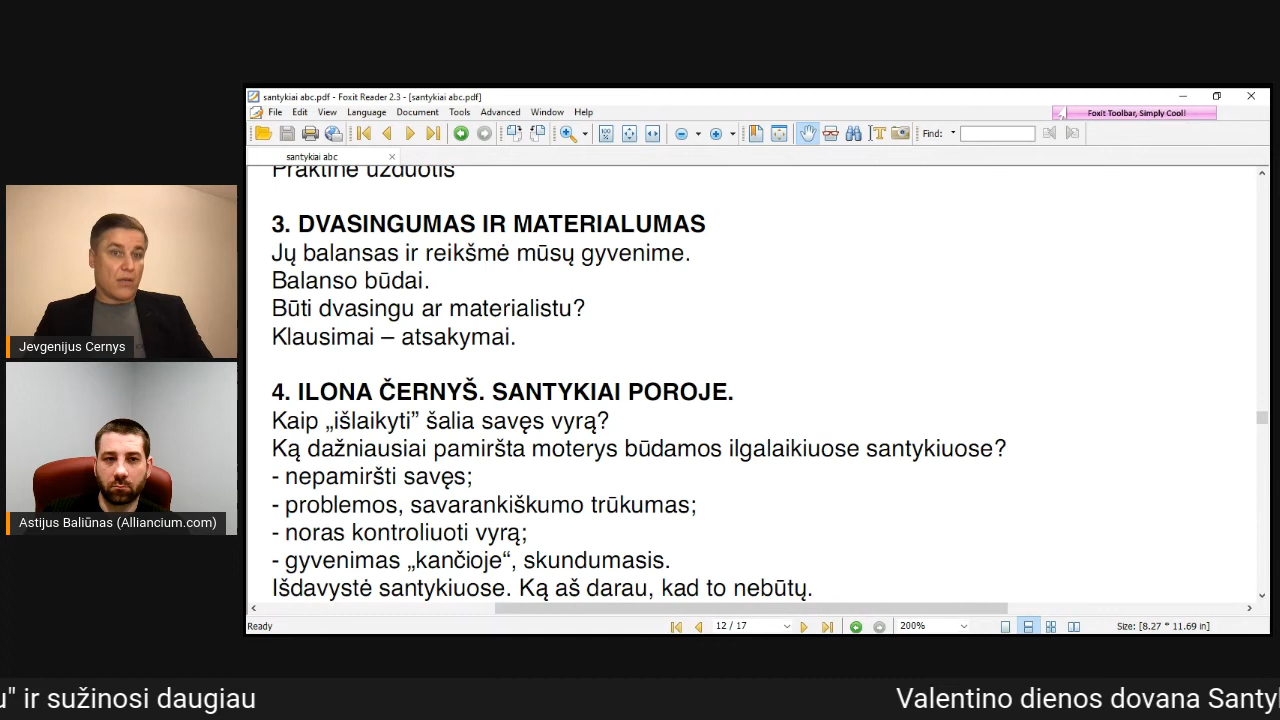 santykiai abc.pdf - Foxit Reader 2.3 - [santykiai abc.pdf]
File Edit View Language Document Tools Advanced Window Help
Foxit Toolbar, Simply Cool!
Find:
santykiai abc
Praktinė užduotis
3. DVASINGUMAS IR MATERIALUMAS
Jų balansas ir reikšmė mūsų gyvenime.
Balanso būdai.
Būti dvasingu ar materialistu?
Klausimai – atsakymai.
4. ILONA ČERNYŠ. SANTYKIAI POROJE.
Kaip „išlaikyti” šalia savęs vyrą?
Ką dažniausiai pamiršta moterys būdamos ilgalaikiuose santykiuose?
- nepamiršti savęs;
- problemos, savarankiškumo trūkumas;
- noras kontroliuoti vyrą;
- gyvenimas „kančioje“, skundumasis.
Išdavystė santykiuose. Ką aš darau, kad to nebūtų.
Ready
12 / 17
200%
Size: [8.27 * 11.69 in]
Jevgenijus Cernys
Astijus Baliūnas (Alliancium.com)
u" ir sužinosi daugiau
Valentino dienos dovana Santy